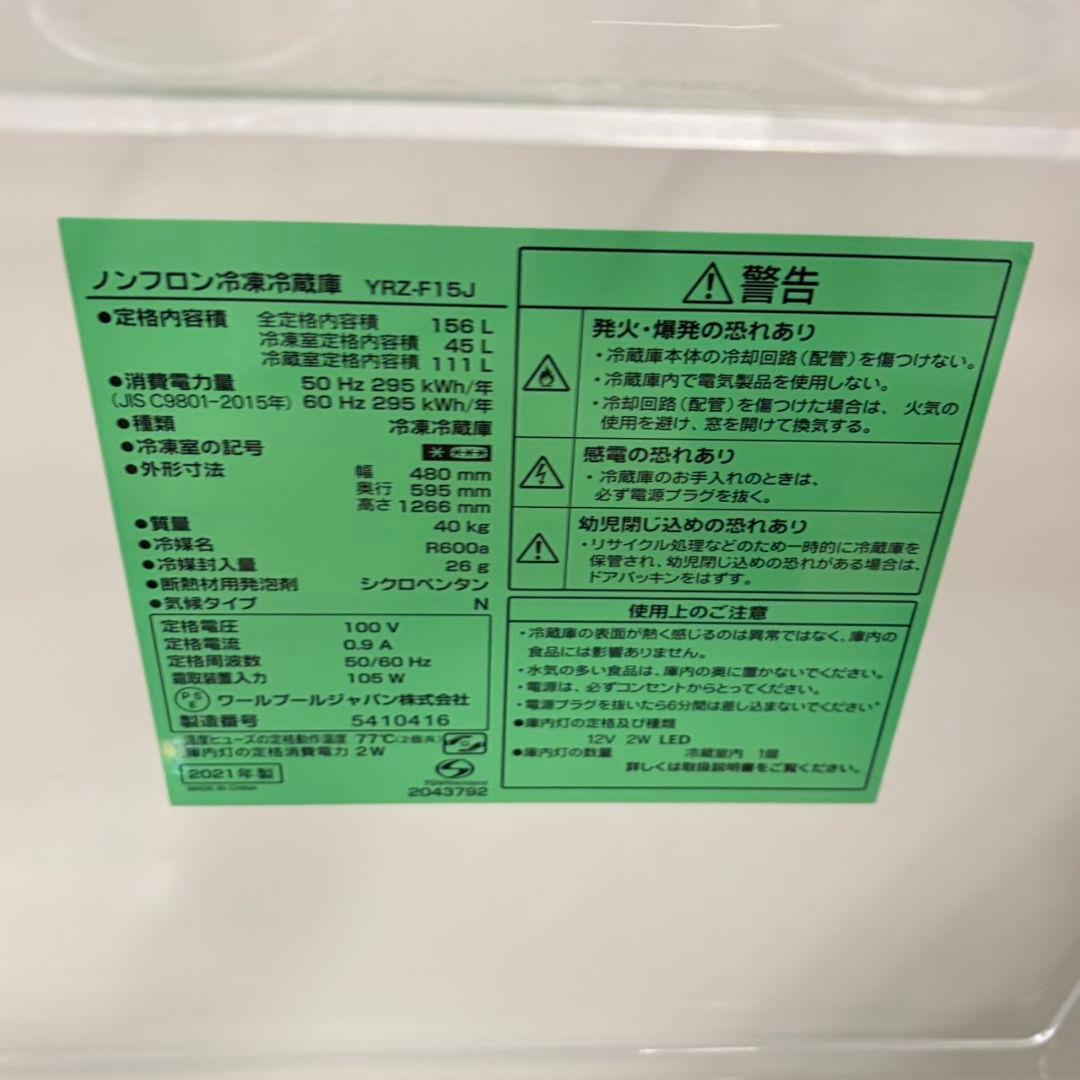 ノンフロン冷凍冷蔵庫 YRZ-F15J
●定格内容積 全定格内容積 156 L
冷凍室定格内容積 45 L
冷蔵室定格内容積 111 L
●消費電力量 50 Hz 295 kWh/年
(JIS C9801-2015年) 60 Hz 295 kWh/年
●種類 冷凍冷蔵庫
●冷凍室の記号
●外形寸法 幅 480 mm
奥行 595 mm
高さ 1266 mm
●質量 40 kg
●冷媒名 R600a
●冷媒封入量 26 g
●断熱材用発泡剤 シクロペンタン
●気候タイプ N
定格電圧 100 V
定格電流 0.9 A
定格周波数 50/60 Hz
霜取装置入力 105 W
PSE ワールプールジャパン株式会社
製造番号 5410416
温度ヒューズの定格動作温度 77℃(2個共)
庫内灯の定格消費電力 2W
2021年製
MADE IN CHINA
2043792
警告
発火・爆発の恐れあり
・冷蔵庫本体の冷却回路(配管)を傷つけない。
・冷蔵庫内で電気製品を使用しない。
・冷却回路(配管)を傷つけた場合は、火気の
使用を避け、窓を開けて換気する。
感電の恐れあり
・冷蔵庫のお手入れのときは、
必ず電源プラグを抜く。
幼児閉じ込めの恐れあり
・リサイクル処理などのため一時的に冷蔵庫を
保管され、幼児閉じ込めの恐れがある場合は、
ドアパッキンをはずす。
使用上のご注意
・冷蔵庫の表面が熱く感じるのは異常ではなく、庫内の
食品には影響ありません。
・水気の多い食品は、庫内の奥に置かないでください。
・電源は、必ずコンセントからとってください。
・電源プラグを抜いたら6分間は差し込まないでください。
●庫内灯の定格及び種類
12V 2W LED
●庫内灯の数量 冷蔵室内 1個
詳しくは取扱説明書をご覧ください。